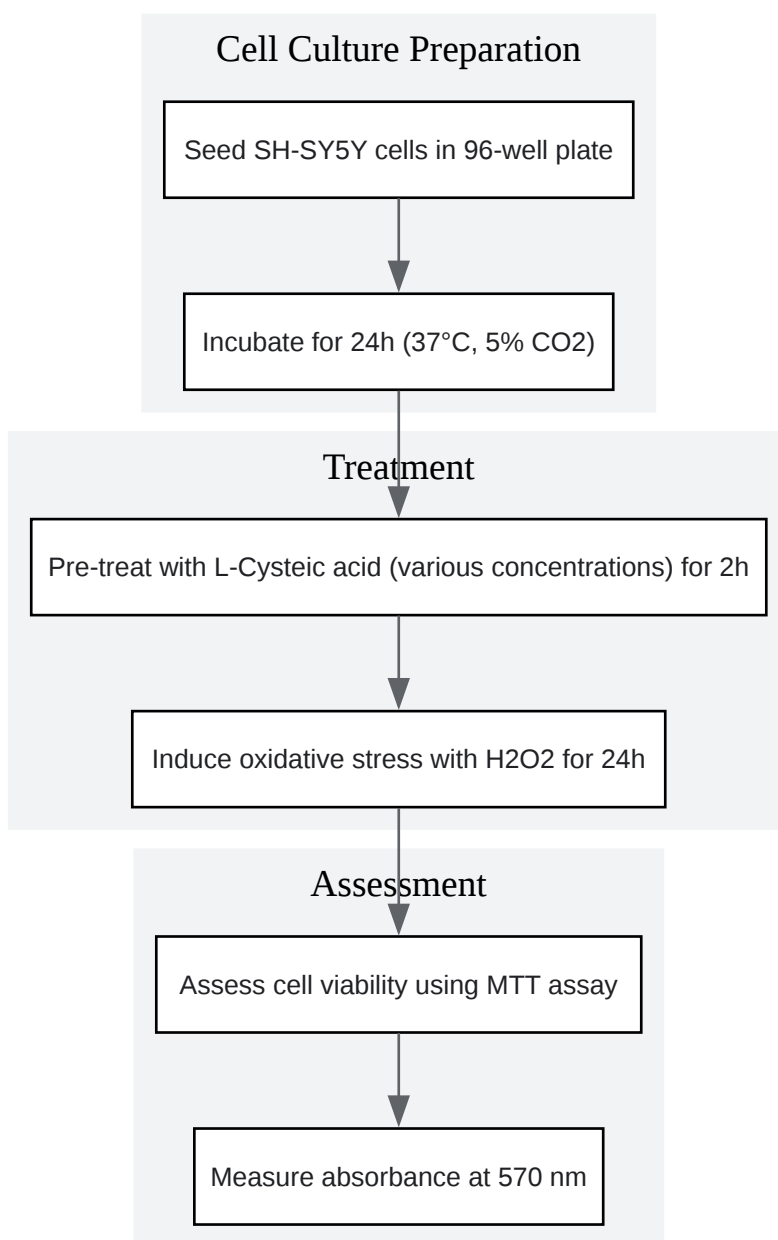 Cell Culture Preparation
Seed SH-SY5Y cells in 96-well plate
Incubate for 24h (37°C, 5% CO2)
Treatment
Pre-treat with L-Cysteic acid (various concentrations) for 2h
Induce oxidative stress with H2O2 for 24h
Assessment
Assess cell viability using MTT assay
Measure absorbance at 570 nm